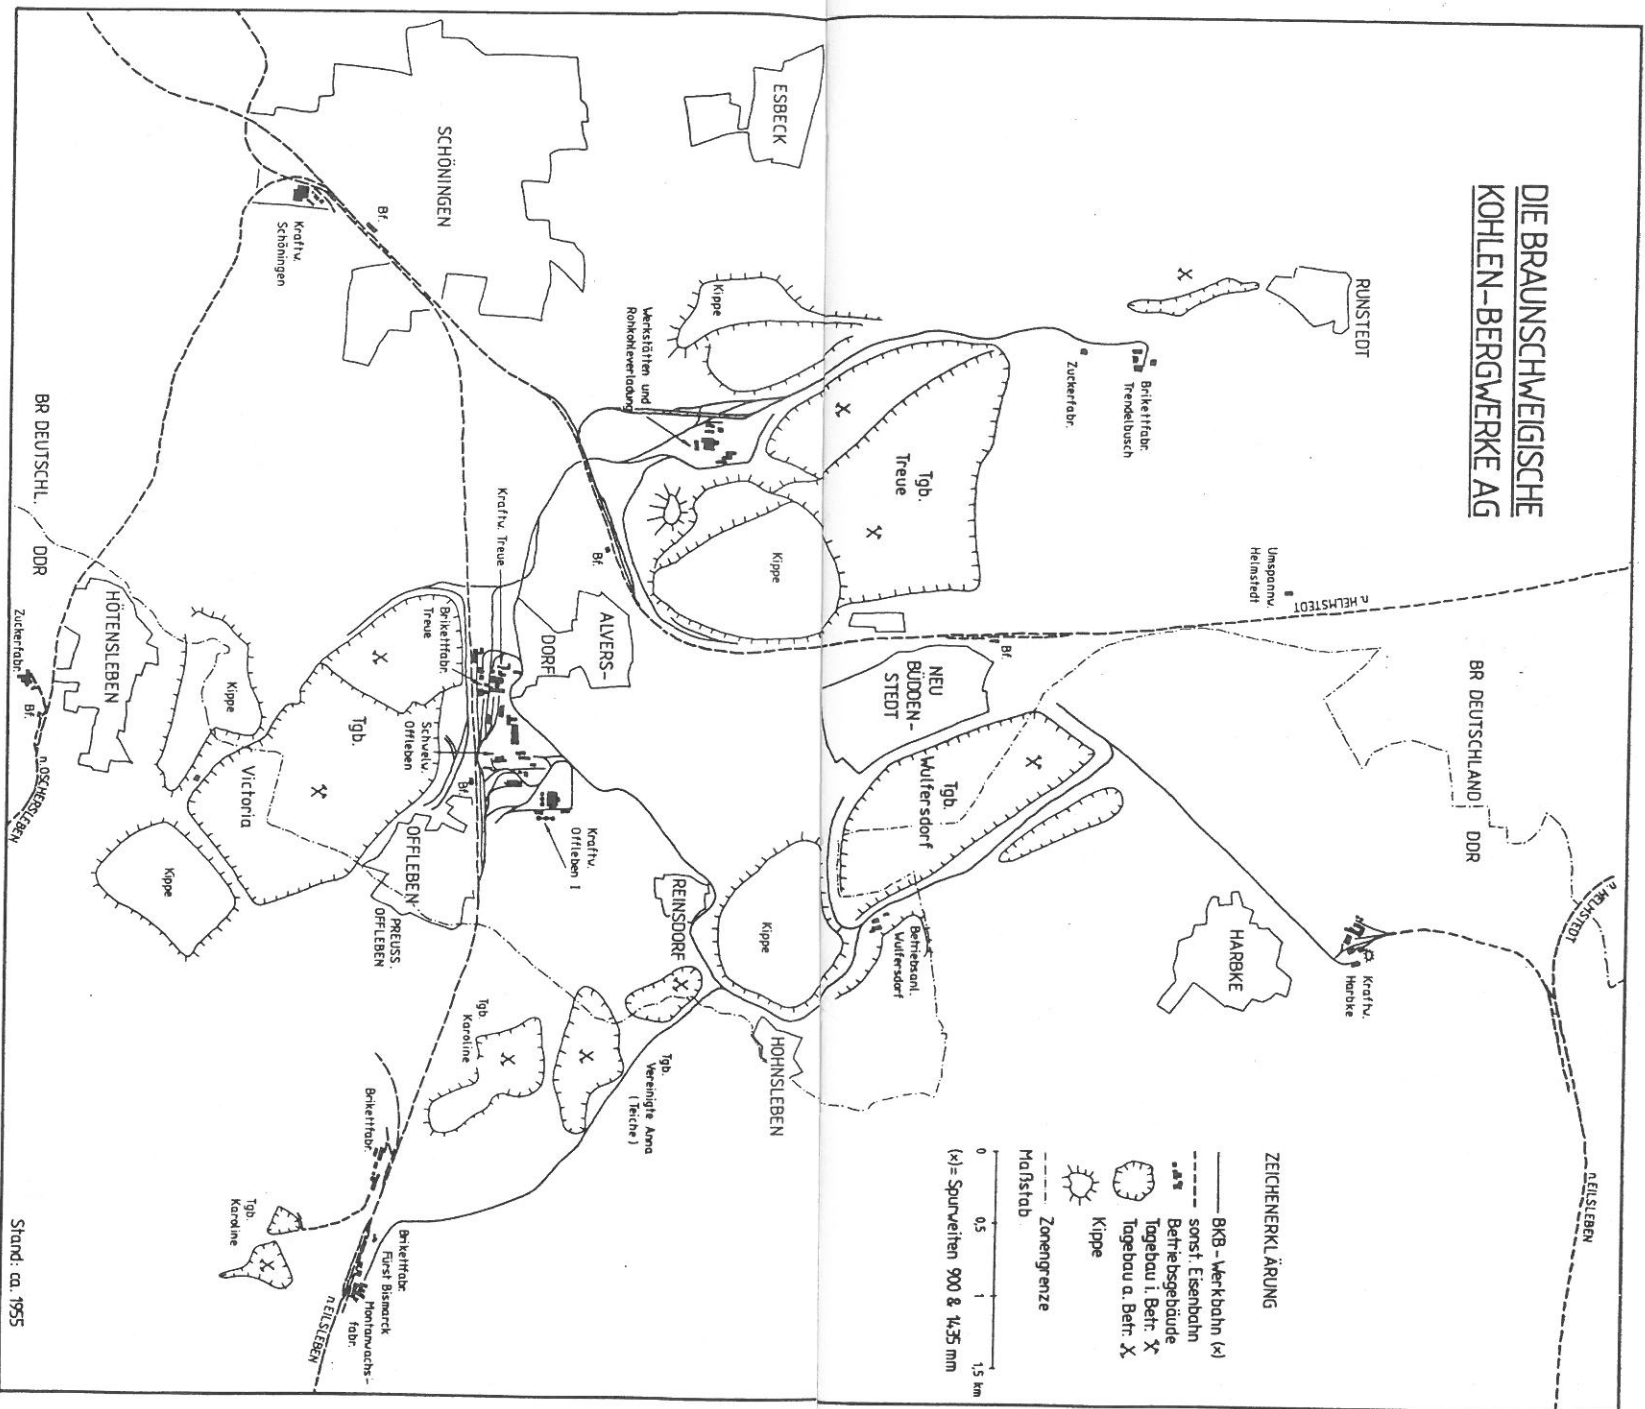 DIE BRAUNSCHWEIGISCHE
KOHLEN-BERGWERKE AG
RUNSTEDT
ESBECK
SCHÖNINGEN
Bf.
Kraftw.
Schöningen
Kippe
Werkstätten und
Rohkohleverladung
Brikettfabr.
Trendelbusch
Zuckerfabr.
Tgb.
Treue
Kippe
Umspannw.
Helmstedt
n. HELMSTEDT
Bf.
Bf.
Kraftw. Treue
ALVERS-
DORF
Brikettfabr.
Treue
Schwelw.
Offleben
Bf.
Kraftw.
Offleben I
NEU
BÜDDEN-
STEDT
Tgb.
Wulfersdorf
BR DEUTSCHLAND
DDR
n. HELMSTEDT
HARBKE
Kraftw.
Harbke
Betriebsanl.
Wulfersdorf
Kippe
REINSDORF
HOHNSLEBEN
BR DEUTSCHL.
DDR
HÖTENSLEBEN
Zuckerfabr.
Bf.
n. OSCHERSLEBEN
Kippe
Tgb.
Victoria
Kippe
OFFLEBEN
PREUSS.
OFFLEBEN
Tgb.
Karoline
Tgb.
Vereinigte Anna
(Teiche)
Brikettfabr.
Tgb.
Karoline
Brikettfabr.
Fürst Bismarck
Montanwachs-
fabr.
n. EILSLEBEN
n. EILSLEBEN
ZEICHENERKLÄRUNG
BKB-Werkbahn (x)
sonst. Eisenbahn
Betriebsgebäude
Tagebau i. Betr.
Tagebau a. Betr.
Kippe
Zonengrenze
Maßstab
0 0,5 1 1,5 km
(x)= Spurweiten 900 & 1435 mm
Stand: ca. 1955